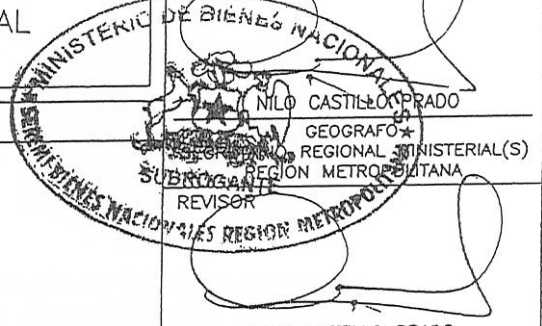 AL
MINISTERIO DE BIENES NACIONALES
NILO CASTILLO PRADO
GEOGRAFO
REGIONAL MINISTERIAL(S)
REGION METROPOLITANA
SUBROGANTE
REVISOR
SEREMI BIENES NACIONALES REGION METROPOLITANA